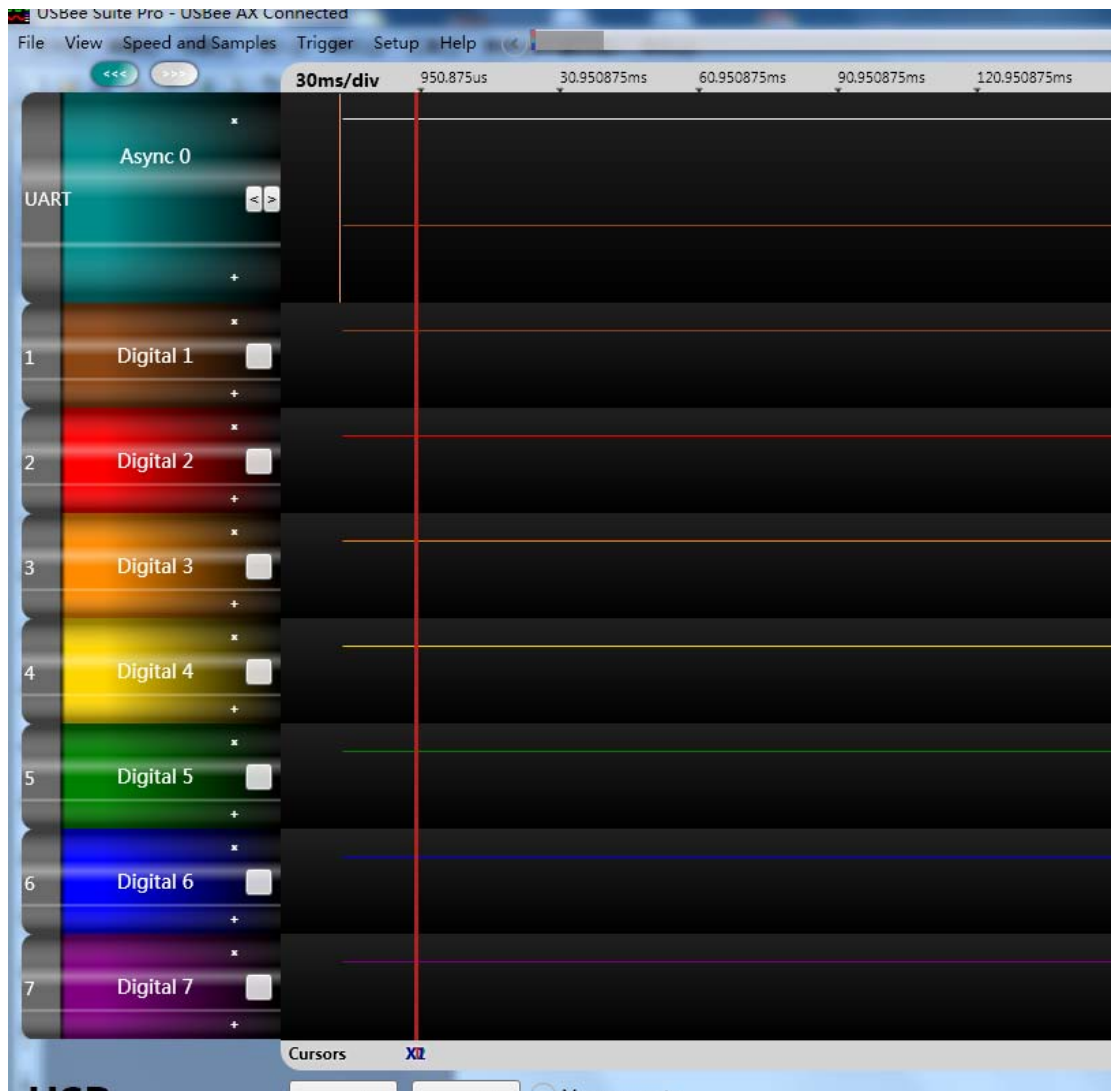 USBee Suite Pro - USBee AX Connected
File View Speed and Samples Trigger Setup Help
<<< >>>
30ms/div 950.875us 30.950875ms 60.950875ms 90.950875ms 120.950875ms
x
Async 0
UART < >
+
x
1 Digital 1
+
x
2 Digital 2
+
x
3 Digital 3
+
x
4 Digital 4
+
x
5 Digital 5
+
x
6 Digital 6
+
x
7 Digital 7
+
Cursors